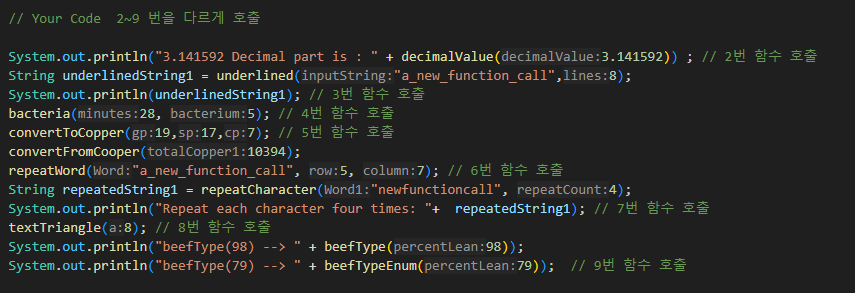 // Your Code  2~9 번을 다르게 호출
System.out.println("3.141592 Decimal part is : " + decimalValue(decimalValue:3.141592)) ; // 2번 함수 호출
String underlinedString1 = underlined(inputString:"a_new_function_call",lines:8);
System.out.println(underlinedString1); // 3번 함수 호출
bacteria(minutes:28, bacterium:5); // 4번 함수 호출
convertToCopper(gp:19,sp:17,cp:7); // 5번 함수 호출
convertFromCooper(totalCopper1:10394);
repeatWord(Word:"a_new_function_call", row:5, column:7); // 6번 함수 호출
String repeatedString1 = repeatCharacter(Word1:"newfunctioncall", repeatCount:4);
System.out.println("Repeat each character four times: "+  repeatedString1); // 7번 함수 호출
textTriangle(a:8); // 8번 함수 호출
System.out.println("beefType(98) --> " + beefType(percentLean:98));
System.out.println("beefType(79) --> " + beefTypeEnum(percentLean:79));  // 9번 함수 호출